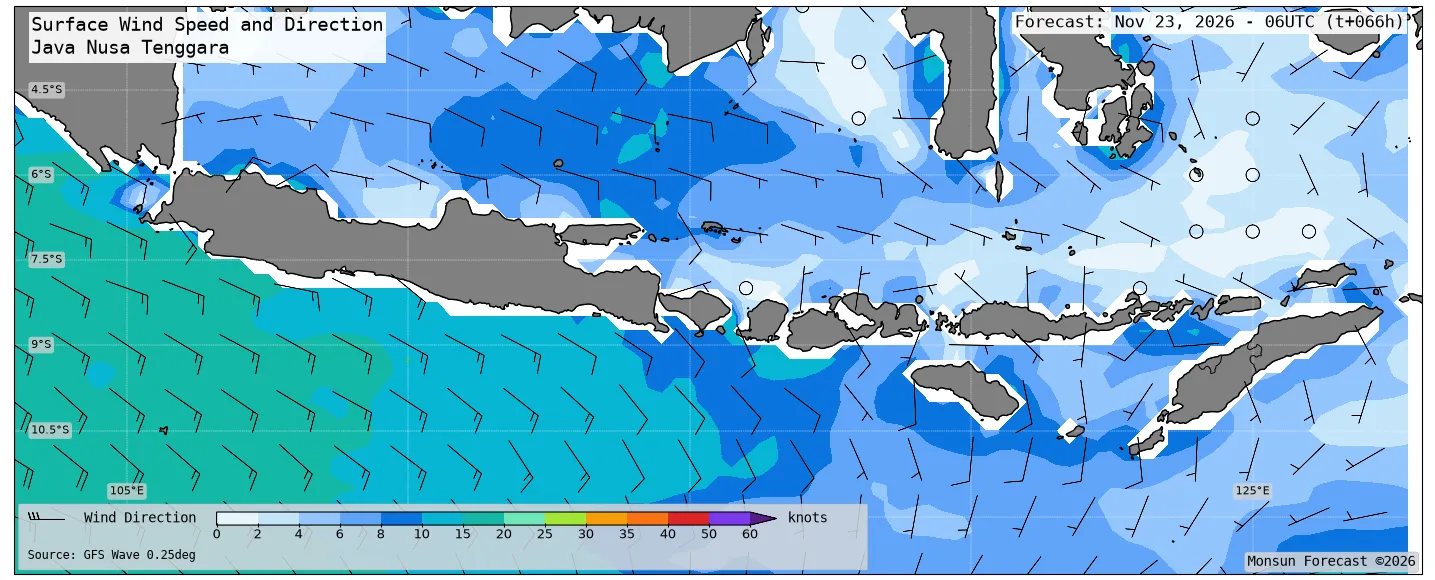 Surface Wind Speed and Direction
Java Nusa Tenggara
Forecast: Nov 23, 2026 - 06UTC (t+066h)
4.5°S
6°S
7.5°S
9°S
10.5°S
105°E
125°E
Wind Direction
knots
0 2 4 6 8 10 15 20 25 30 35 40 50 60
Source: GFS Wave 0.25deg
Monsun Forecast ©2026